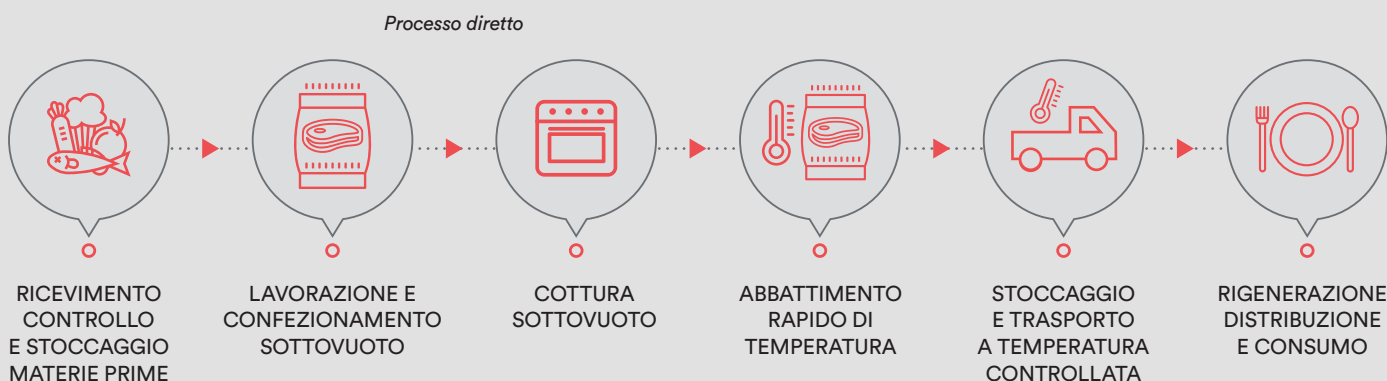 Processo diretto
RICEVIMENTO
CONTROLLO
E STOCCAGGIO
MATERIE PRIME
LAVORAZIONE E
CONFEZIONAMENTO
SOTTOVUOTO
COTTURA
SOTTOVUOTO
ABBATTIMENTO
RAPIDO DI
TEMPERATURA
STOCCAGGIO
E TRASPORTO
A TEMPERATURA
CONTROLLATA
RIGENERAZIONE
DISTRIBUZIONE
E CONSUMO